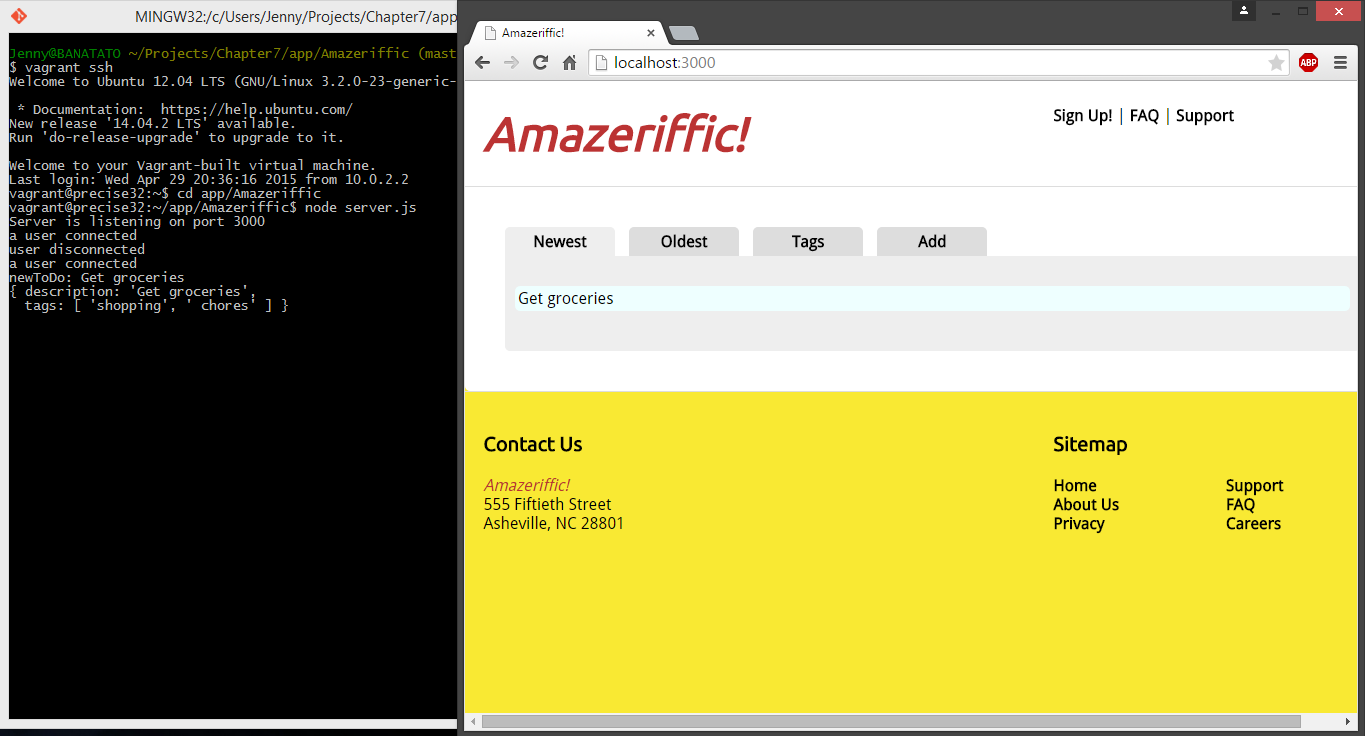 MINGW32:/c/Users/Jenny/Projects/Chapter7/app
Jenny@BANATATO ~/Projects/Chapter7/app/Amazeriffic (mast
$ vagrant ssh
Welcome to Ubuntu 12.04 LTS (GNU/Linux 3.2.0-23-generic-
* Documentation:  https://help.ubuntu.com/
New release '14.04.2 LTS' available.
Run 'do-release-upgrade' to upgrade to it.
Welcome to your Vagrant-built virtual machine.
Last login: Wed Apr 29 20:36:16 2015 from 10.0.2.2
vagrant@precise32:~$ cd app/Amazeriffic
vagrant@precise32:~/app/Amazeriffic$ node server.js
Server is listening on port 3000
a user connected
user disconnected
a user connected
newToDo: Get groceries
{ description: 'Get groceries',
  tags: [ 'shopping', ' chores' ] }
Amazeriffic!
localhost:3000
ABP
Amazeriffic!
Sign Up! | FAQ | Support
Newest Oldest Tags Add
Get groceries
Contact Us
Amazeriffic!
555 Fiftieth Street
Asheville, NC 28801
Sitemap
Home Support
About Us FAQ
Privacy Careers